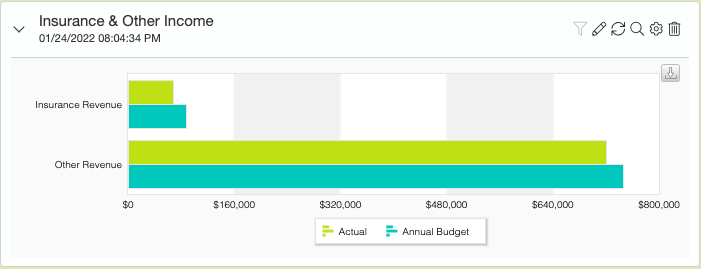 Insurance & Other Income
01/24/2022 08:04:34 PM
Insurance Revenue
Other Revenue
$0 $160,000 $320,000 $480,000 $640,000 $800,000
Actual Annual Budget